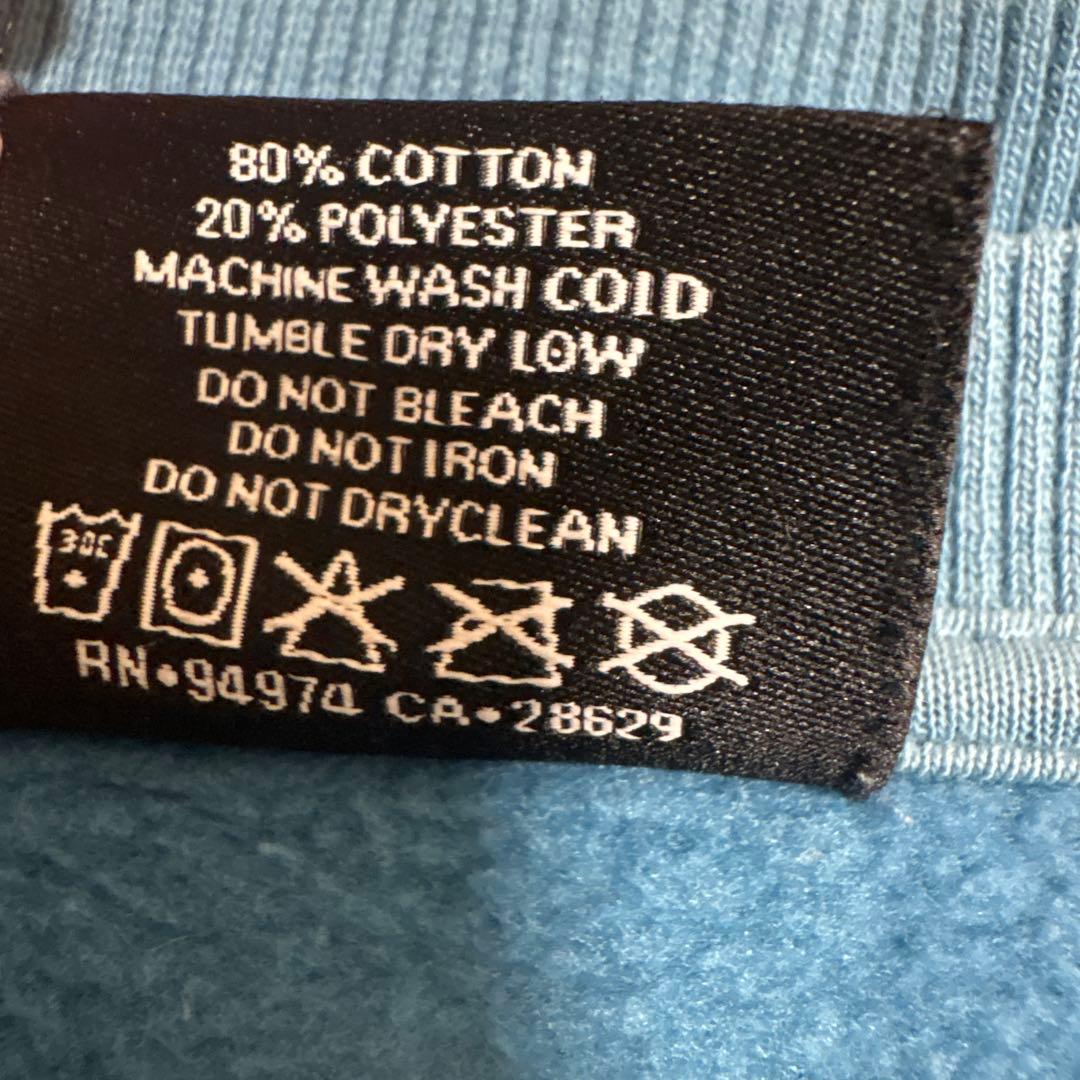 80% COTTON
20% POLYESTER
MACHINE WASH COLD
TUMBLE DRY LOW
DO NOT BLEACH
DO NOT IRON
DO NOT DRYCLEAN
30C
RN•94974 CA•28629